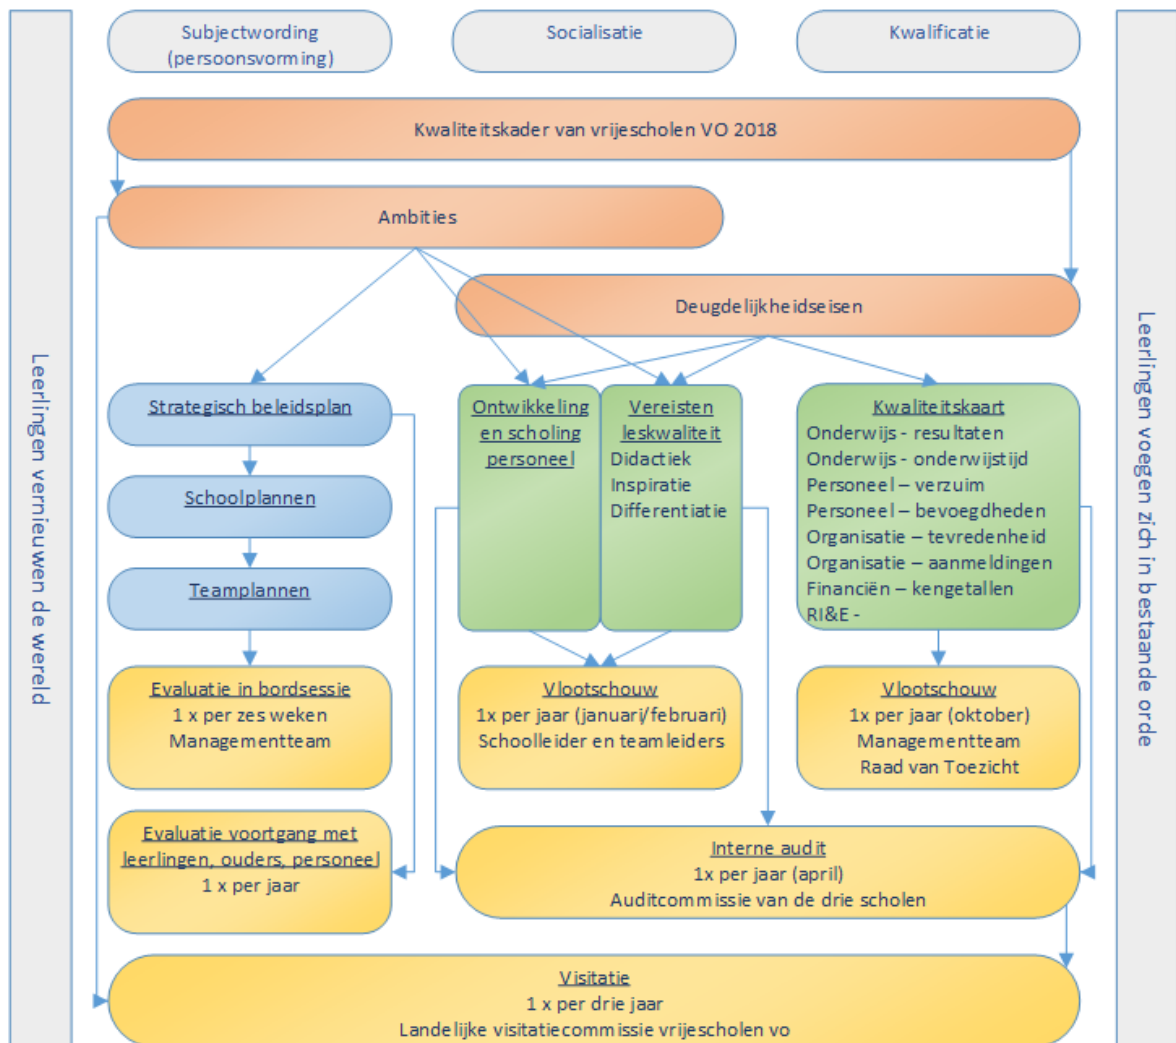 Subjectwording
(persoonsvorming)
Socialisatie
Kwalificatie
Leerlingen vernieuwen de wereld
Leerlingen voegen zich in bestaande orde
Kwaliteitskader van vrijescholen VO 2018
Ambities
Deugdelijkheidseisen
Strategisch beleidsplan
Schoolplannen
Teamplannen
Ontwikkeling
en scholing
personeel
Vereisten
leskwaliteit
Didactiek
Inspiratie
Differentiatie
Kwaliteitskaart
Onderwijs - resultaten
Onderwijs - onderwijstijd
Personeel – verzuim
Personeel – bevoegdheden
Organisatie – tevredenheid
Organisatie – aanmeldingen
Financiën – kengetallen
RI&E -
Evaluatie in bordsessie
1 x per zes weken
Managementteam
Vlootschouw
1x per jaar (januari/februari)
Schoolleider en teamleiders
Vlootschouw
1x per jaar (oktober)
Managementteam
Raad van Toezicht
Evaluatie voortgang met
leerlingen, ouders, personeel
1 x per jaar
Interne audit
1x per jaar (april)
Auditcommissie van de drie scholen
Visitatie
1 x per drie jaar
Landelijke visitatiecommissie vrijescholen vo